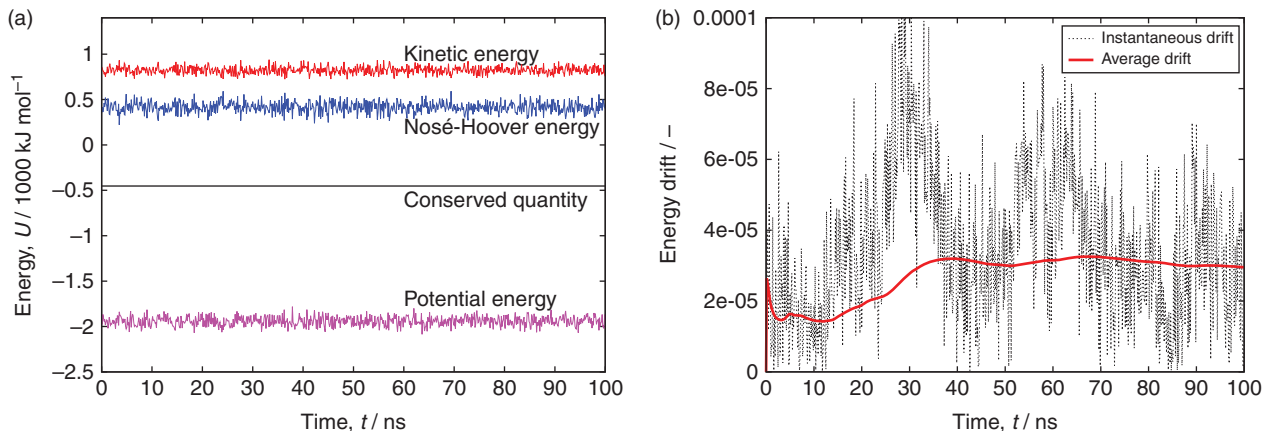 (a)
1
0.5
0
−0.5
−1
−1.5
−2
−2.5
Energy, U / 1000 kJ mol⁻¹
Kinetic energy
Nosé-Hoover energy
Conserved quantity
Potential energy
0 10 20 30 40 50 60 70 80 90 100
Time, t / ns
(b)
0.0001
8e-05
6e-05
4e-05
2e-05
0
Energy drift / −
Instantaneous drift
Average drift
0 10 20 30 40 50 60 70 80 90 100
Time, t / ns